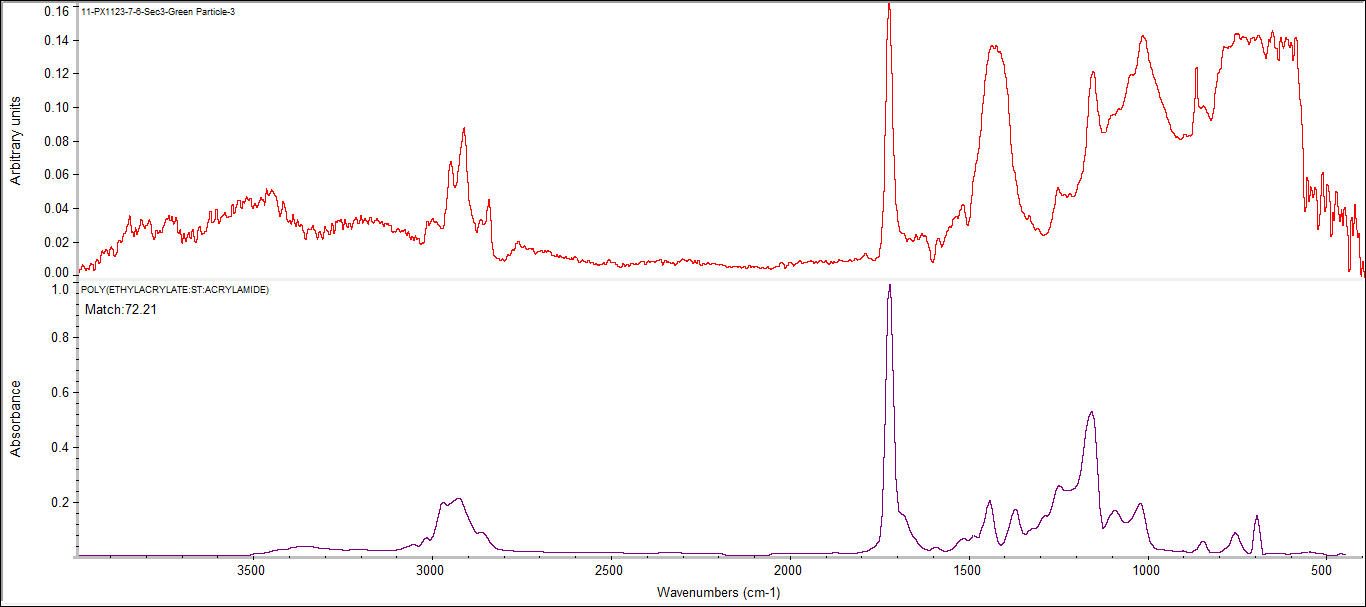 11-PX1123-7-6-Sec3-Green Particle-3
0.16
0.14
0.12
0.10
0.08
0.06
0.04
0.02
0.00
Arbitrary units
POLY(ETHYLACRYLATE:ST:ACRYLAMIDE)
Match:72.21
1.0
0.8
0.6
0.4
0.2
Absorbance
3500 3000 2500 2000 1500 1000 500
Wavenumbers (cm-1)